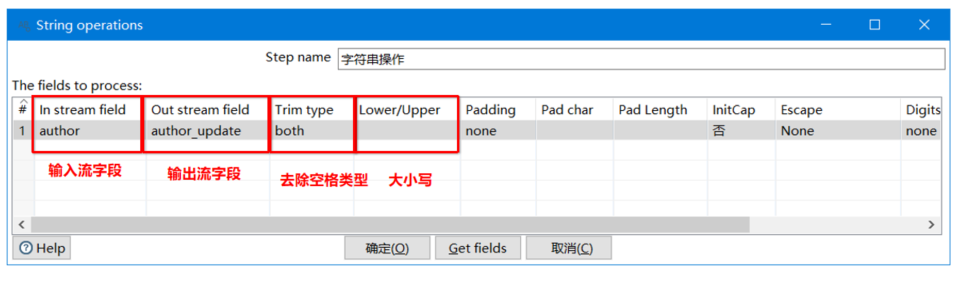 String operations
Step name 字符串操作
The fields to process:
# In stream field Out stream field Trim type Lower/Upper Padding Pad char Pad Length InitCap Escape Digits
1 author author_update both none 否 None none
输入流字段 输出流字段 去除空格类型 大小写
Help 确定(O) Get fields 取消(C)